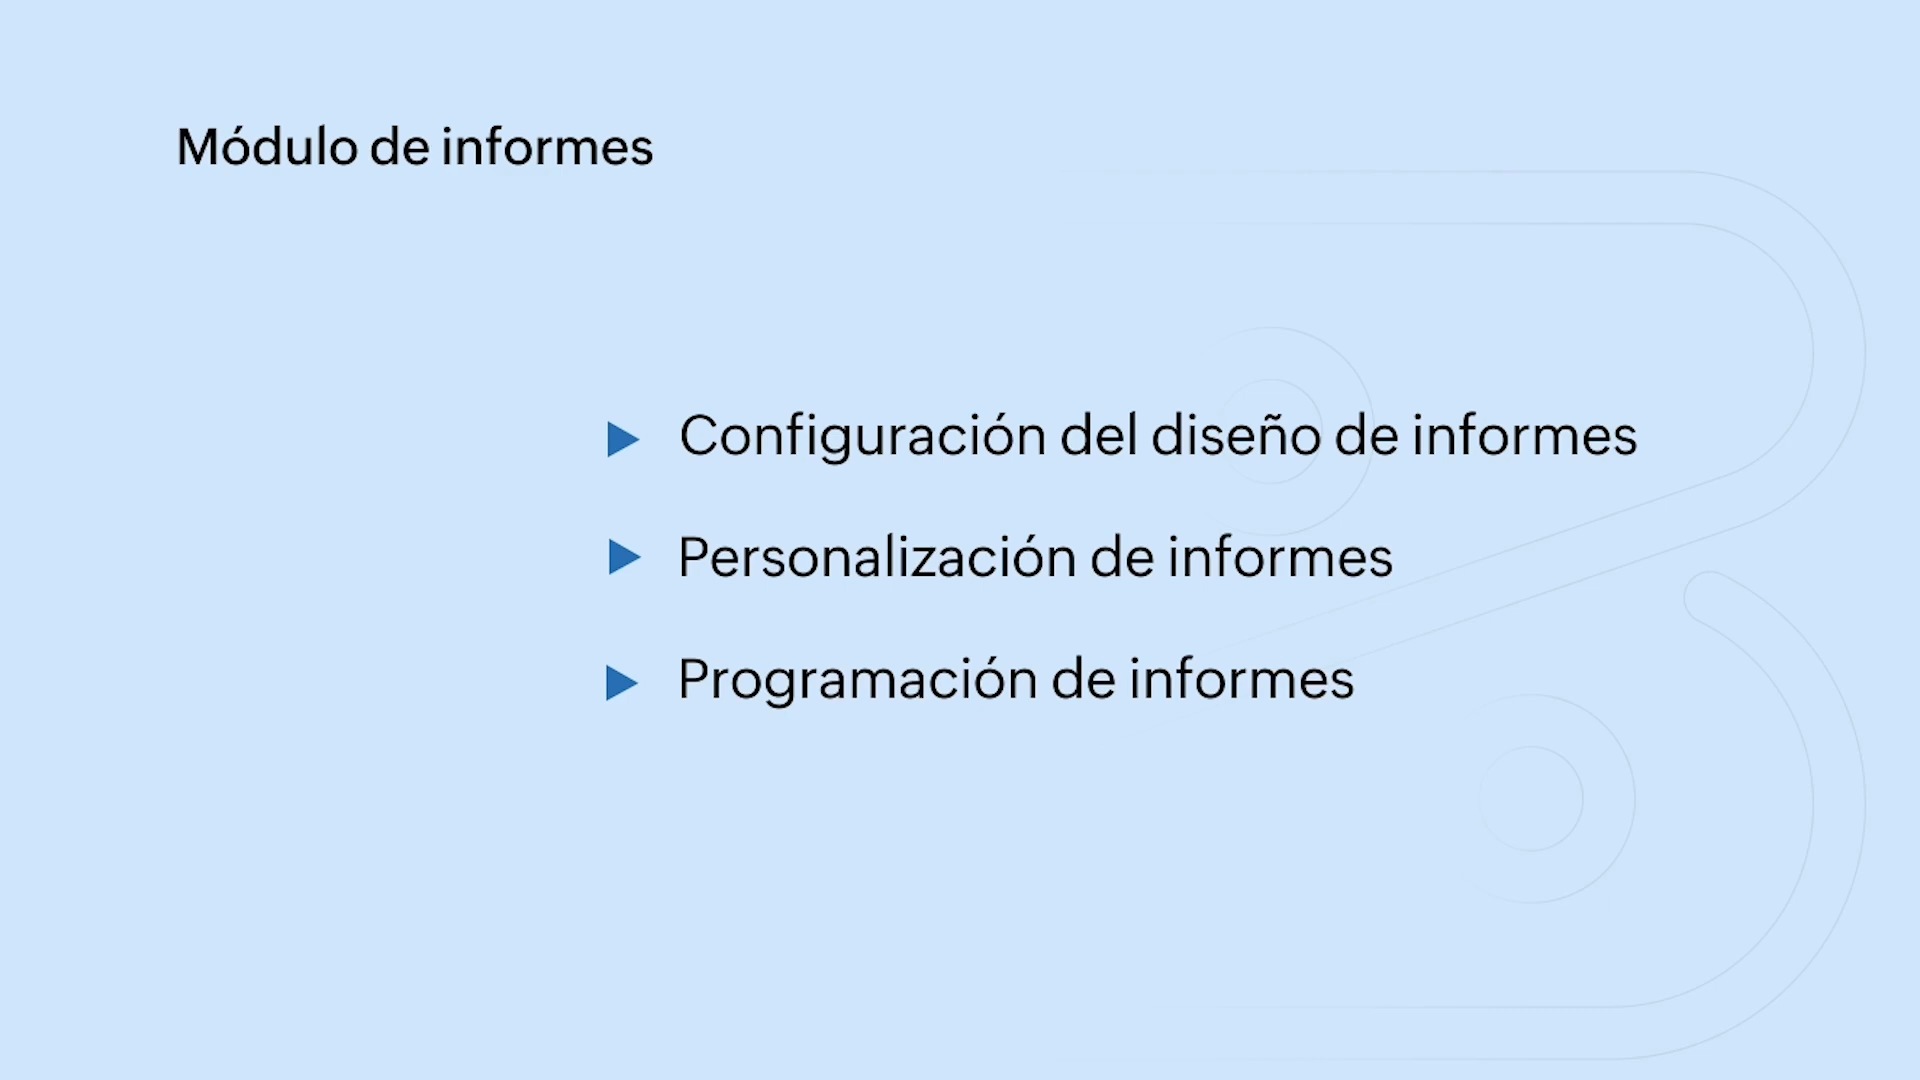 Módulo de informes
Configuración del diseño de informes
Personalización de informes
Programación de informes